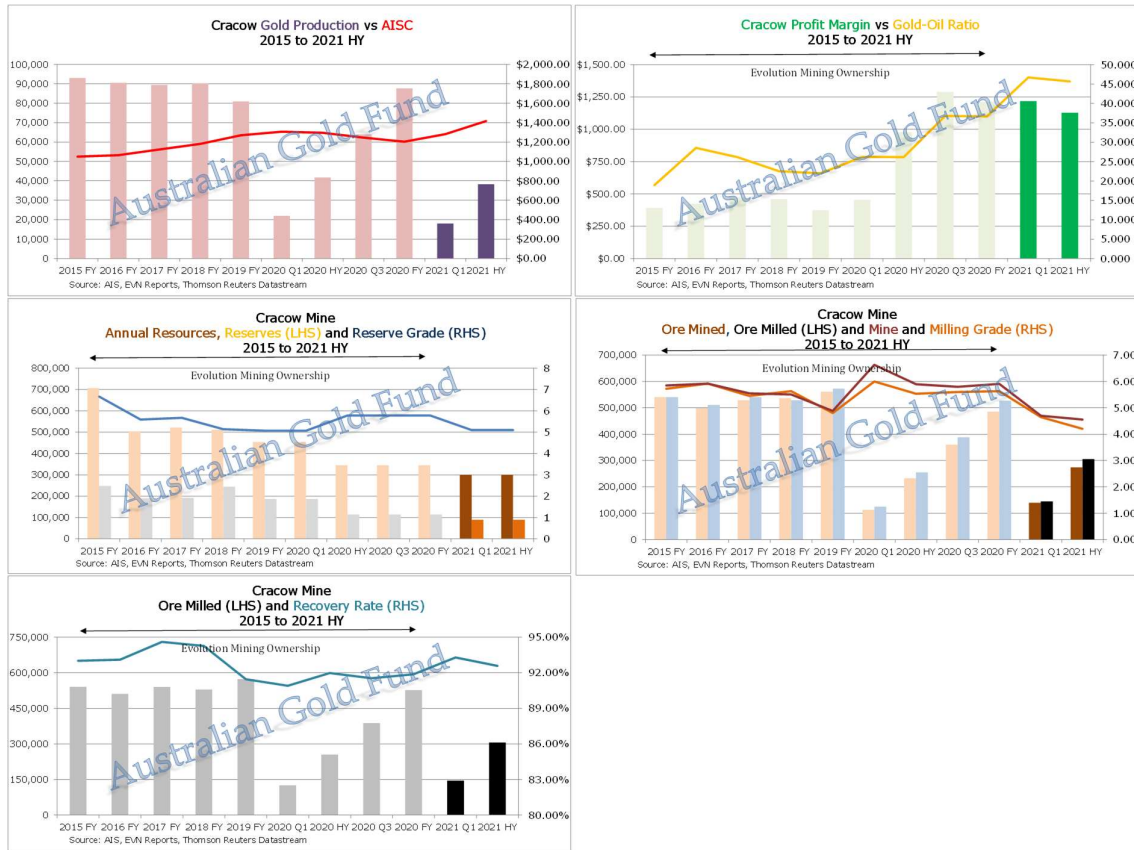 Cracow Gold Production vs AISC
2015 to 2021 HY
100,000
90,000
80,000
70,000
60,000
50,000
40,000
30,000
20,000
10,000
0
$2,000.00
$1,800.00
$1,600.00
$1,400.00
$1,200.00
$1,000.00
$800.00
$600.00
$400.00
$200.00
$0.00
Australian Gold Fund
2015 FY 2016 FY 2017 FY 2018 FY 2019 FY 2020 Q1 2020 HY 2020 Q3 2020 FY 2021 Q1 2021 HY
Source: AIS, EVN Reports, Thomson Reuters Datastream
Cracow Profit Margin vs Gold-Oil Ratio
2015 to 2021 HY
Evolution Mining Ownership
$1,500.00
$1,250.00
$1,000.00
$750.00
$500.00
$250.00
$0.00
50.000
45.000
40.000
35.000
30.000
25.000
20.000
15.000
10.000
5.000
0.000
Australian Gold Fund
2015 FY 2016 FY 2017 FY 2018 FY 2019 FY 2020 Q1 2020 HY 2020 Q3 2020 FY 2021 Q1 2021 HY
Source: AIS, EVN Reports, Thomson Reuters Datastream
Cracow Mine
Annual Resources, Reserves (LHS) and Reserve Grade (RHS)
2015 to 2021 HY
Evolution Mining Ownership
800,000
700,000
600,000
500,000
400,000
300,000
200,000
100,000
0
8
7
6
5
4
3
2
1
0
Australian Gold Fund
2015 FY 2016 FY 2017 FY 2018 FY 2019 FY 2020 Q1 2020 HY 2020 Q3 2020 FY 2021 Q1 2021 HY
Source: AIS, EVN Reports, Thomson Reuters Datastream
Cracow Mine
Ore Mined, Ore Milled (LHS) and Mine and Milling Grade (RHS)
2015 to 2021 HY
Evolution Mining Ownership
700,000
600,000
500,000
400,000
300,000
200,000
100,000
0
7.00
6.00
5.00
4.00
3.00
2.00
1.00
0.00
Australian Gold Fund
2015 FY 2016 FY 2017 FY 2018 FY 2019 FY 2020 Q1 2020 HY 2020 Q3 2020 FY 2021 Q1 2021 HY
Source: AIS, EVN Reports, Thomson Reuters Datastream
Cracow Mine
Ore Milled (LHS) and Recovery Rate (RHS)
2015 to 2021 HY
Evolution Mining Ownership
750,000
600,000
450,000
300,000
150,000
0
95.00%
92.00%
89.00%
86.00%
83.00%
80.00%
Australian Gold Fund
2015 FY 2016 FY 2017 FY 2018 FY 2019 FY 2020 Q1 2020 HY 2020 Q3 2020 FY 2021 Q1 2021 HY
Source: AIS, EVN Reports, Thomson Reuters Datastream